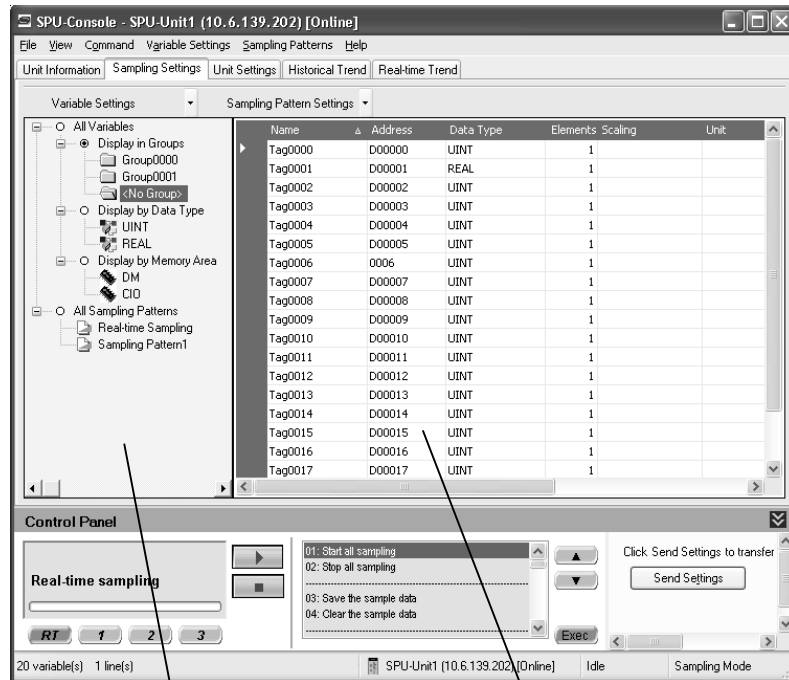 SPU-Console - SPU-Unit1 (10.6.139.202) [Online]
File View Command Variable Settings Sampling Patterns Help
Unit Information Sampling Settings Unit Settings Historical Trend Real-time Trend
Variable Settings Sampling Pattern Settings
All Variables
Display in Groups
Group0000
Group0001
<No Group>
Display by Data Type
UINT
REAL
Display by Memory Area
DM
CIO
All Sampling Patterns
Real-time Sampling
Sampling Pattern1
Name Address Data Type Elements Scaling Unit
Tag0000 D00000 UINT 1
Tag0001 D00001 REAL 1
Tag0002 D00002 UINT 1
Tag0003 D00003 UINT 1
Tag0004 D00004 UINT 1
Tag0005 D00005 UINT 1
Tag0006 0006 UINT 1
Tag0007 D00007 UINT 1
Tag0008 D00008 UINT 1
Tag0009 D00009 UINT 1
Tag0010 D00010 UINT 1
Tag0011 D00011 UINT 1
Tag0012 D00012 UINT 1
Tag0013 D00013 UINT 1
Tag0014 D00014 UINT 1
Tag0015 D00015 UINT 1
Tag0016 D00016 UINT 1
Tag0017 D00017 UINT 1
Control Panel
Real-time sampling
RT 1 2 3
01: Start all sampling
02: Stop all sampling
03: Save the sample data
04: Clear the sample data
Exec
Click Send Settings to transfer
Send Settings
20 variable(s) 1 line(s) SPU-Unit1 (10.6.139.202) [Online] Idle Sampling Mode